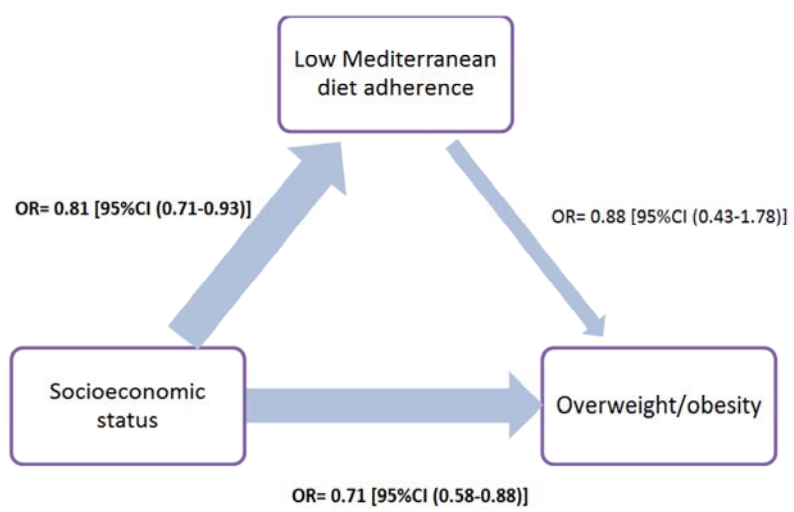 Low Mediterranean
diet adherence
OR= 0.81 [95%CI (0.71-0.93)]
OR= 0.88 [95%CI (0.43-1.78)]
Socioeconomic
status
Overweight/obesity
OR= 0.71 [95%CI (0.58-0.88)]